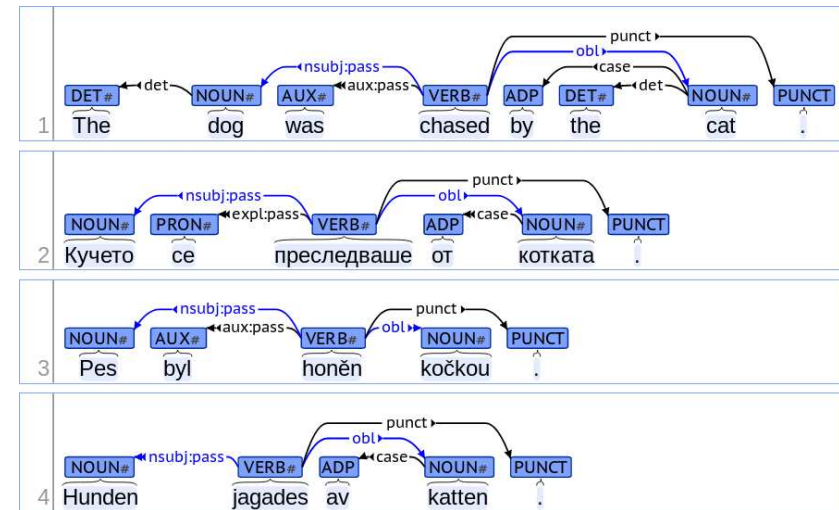 punct
obl
nsubj:pass case
det aux:pass det
DET# NOUN# AUX# VERB# ADP DET# NOUN# PUNCT
1 The dog was chased by the cat .
punct
nsubj:pass obl
expl:pass case
NOUN# PRON# VERB# ADP NOUN# PUNCT
2 Кучето се преследваше от котката .
nsubj:pass punct
aux:pass obl
NOUN# AUX# VERB# NOUN# PUNCT
3 Pes byl honěn kočkou .
punct
obl
nsubj:pass case
NOUN# VERB# ADP NOUN# PUNCT
4 Hunden jagades av katten .